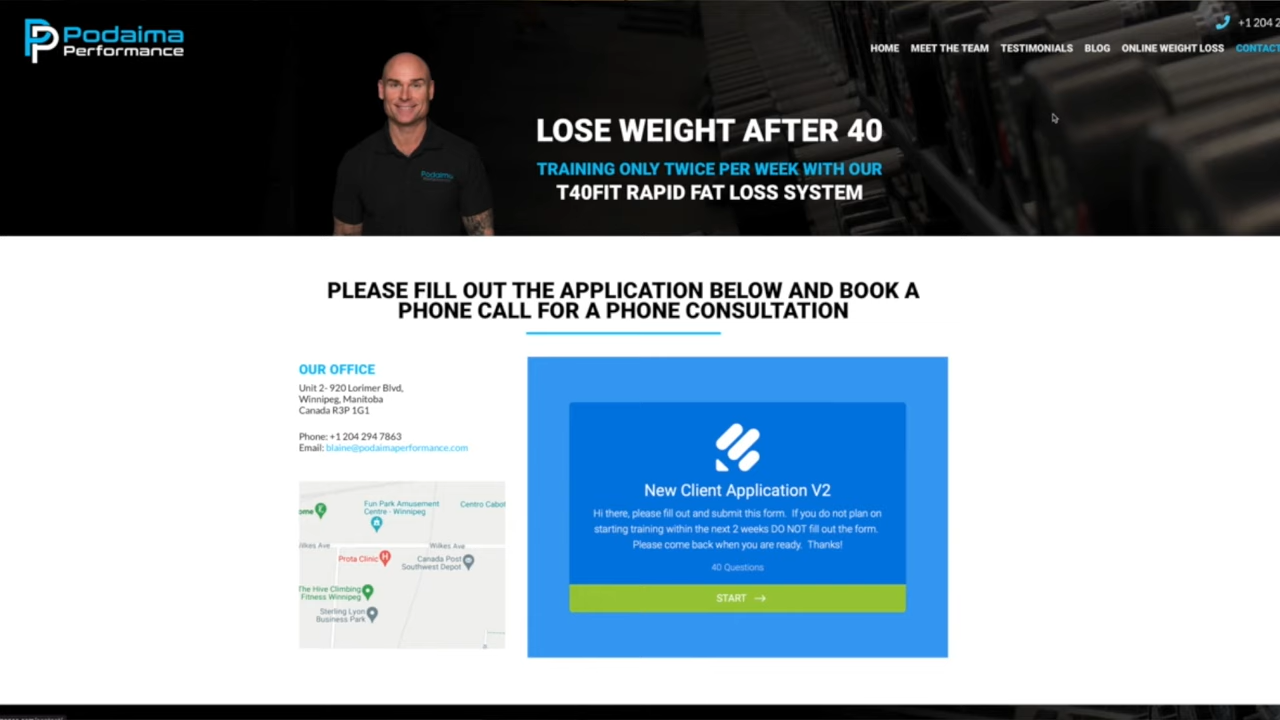 Podaima
Performance
+1 204 2
HOME MEET THE TEAM TESTIMONIALS BLOG ONLINE WEIGHT LOSS CONTACT
Podaima
LOSE WEIGHT AFTER 40
TRAINING ONLY TWICE PER WEEK WITH OUR
T40FIT RAPID FAT LOSS SYSTEM
PLEASE FILL OUT THE APPLICATION BELOW AND BOOK A
PHONE CALL FOR A PHONE CONSULTATION
OUR OFFICE
Unit 2- 920 Lorimer Blvd,
Winnipeg, Manitoba
Canada R3P 1G1
Phone: +1 204 294 7863
Email: blaine@podaimaperformance.com
Fun Park Amusement
Centre - Winnipeg
Centro Cabot
ome
Wilkes Ave
Wilkes Ave
Prota Clinic
Canada Post
Southwest Depot
The Hive Climbing
Fitness Winnipeg
Sterling Lyon
Business Park
New Client Application V2
Hi there, please fill out and submit this form. If you do not plan on
starting training within the next 2 weeks DO NOT fill out the form.
Please come back when you are ready. Thanks!
40 Questions
START →